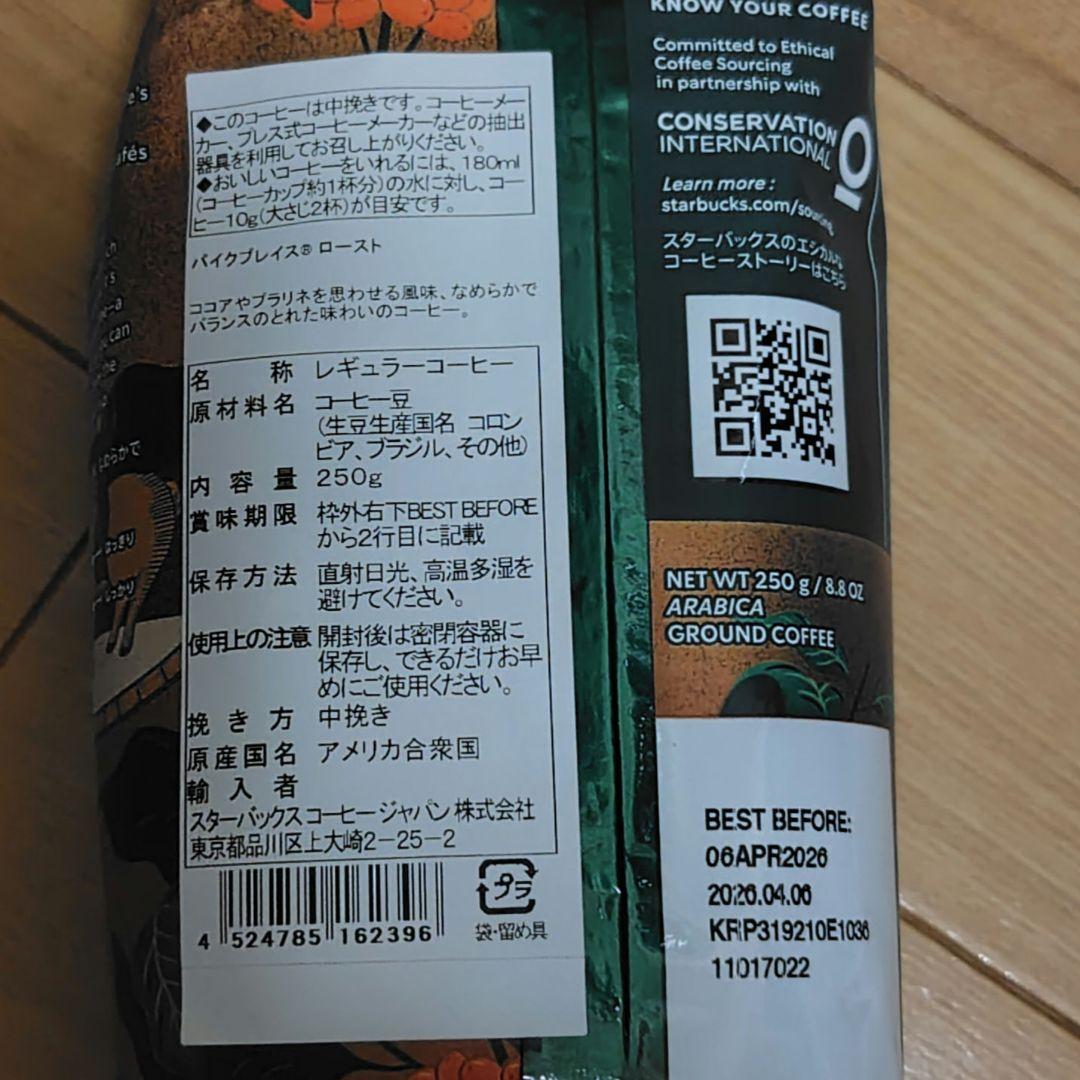 afés
ch
-a
can
◆このコーヒーは中挽きです。コーヒーメー
カー、プレス式コーヒーメーカーなどの抽出
器具を利用してお召し上がりください。
◆おいしいコーヒーをいれるには、180ml
(コーヒーカップ約1杯分)の水に対し、コー
ヒー10g(大さじ2杯)が目安です。
パイクプレイス® ロースト
ココアやプラリネを思わせる風味、なめらかで
バランスのとれた味わいのコーヒー。
名称 レギュラーコーヒー
原材料名 コーヒー豆
(生豆生産国名 コロン
ビア、ブラジル、その他)
内容量 250g
賞味期限 枠外右下BEST BEFORE
から2行目に記載
保存方法 直射日光、高温多湿を
避けてください。
使用上の注意 開封後は密閉容器に
保存し、できるだけお早
めにご使用ください。
挽き方 中挽き
原産国名 アメリカ合衆国
輸入者
スターバックス コーヒー ジャパン 株式会社
東京都品川区上大崎2-25-2
4 524785 162396
プラ
袋・留め具
KNOW YOUR COFFEE
Committed to Ethical
Coffee Sourcing
in partnership with
CONSERVATION
INTERNATIONAL
Learn more :
starbucks.com/sourcing
スターバックスのエシカルな
コーヒーストーリーはこちら
NET WT 250 g / 8.8 OZ
ARABICA
GROUND COFFEE
BEST BEFORE:
06APR2026
2026.04.06
KRP319210E1036
11017022